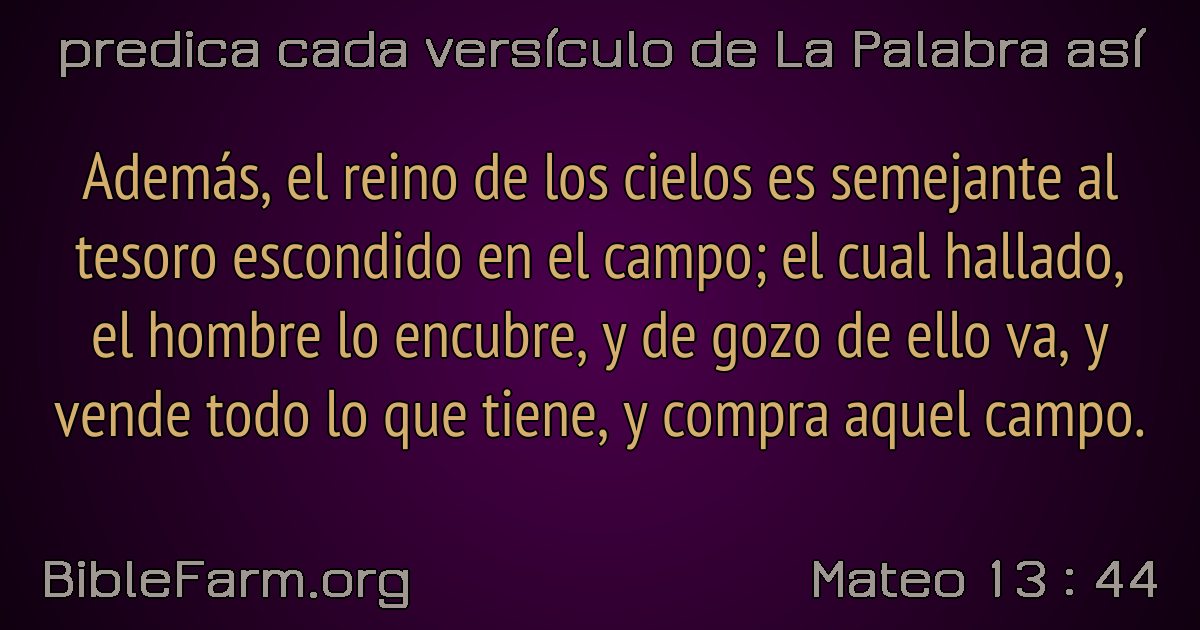 predica cada versículo de La Palabra así
Además, el reino de los cielos es semejante al
tesoro escondido en el campo; el cual hallado,
el hombre lo encubre, y de gozo de ello va, y
vende todo lo que tiene, y compra aquel campo.
BibleFarm.org
Mateo 13 : 44